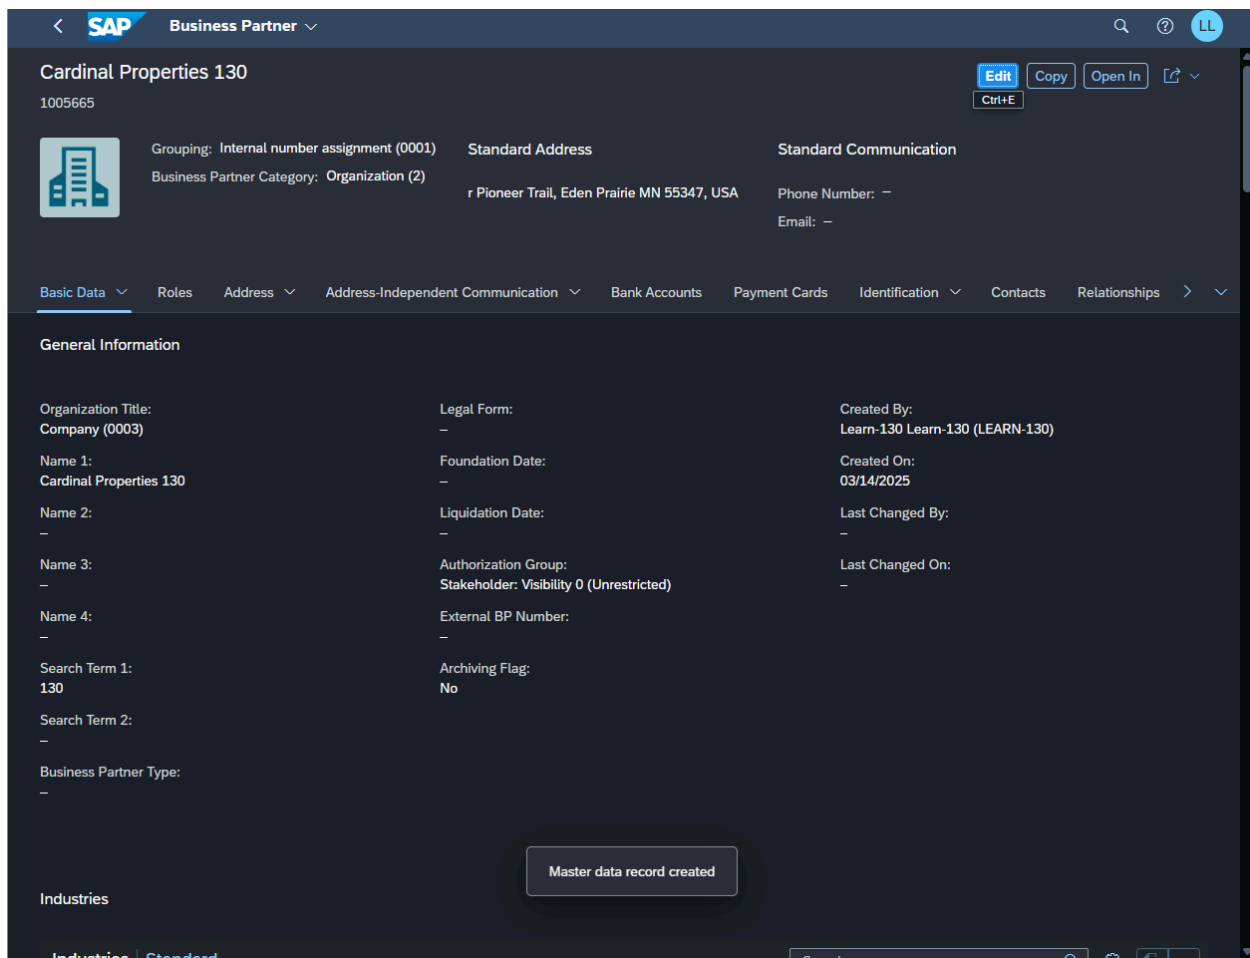 SAP Business Partner LL
Cardinal Properties 130
Edit Copy Open In
1005665
Ctrl+E
Grouping: Internal number assignment (0001)
Business Partner Category: Organization (2)
Standard Address
r Pioneer Trail, Eden Prairie MN 55347, USA
Standard Communication
Phone Number: –
Email: –
Basic Data Roles Address Address-Independent Communication Bank Accounts Payment Cards Identification Contacts Relationships
General Information
Organization Title:
Company (0003)
Name 1:
Cardinal Properties 130
Name 2:
–
Name 3:
–
Name 4:
–
Search Term 1:
130
Search Term 2:
–
Business Partner Type:
–
Legal Form:
–
Foundation Date:
–
Liquidation Date:
–
Authorization Group:
Stakeholder: Visibility 0 (Unrestricted)
External BP Number:
–
Archiving Flag:
No
Created By:
Learn-130 Learn-130 (LEARN-130)
Created On:
03/14/2025
Last Changed By:
–
Last Changed On:
–
Master data record created
Industries
Industries Standard